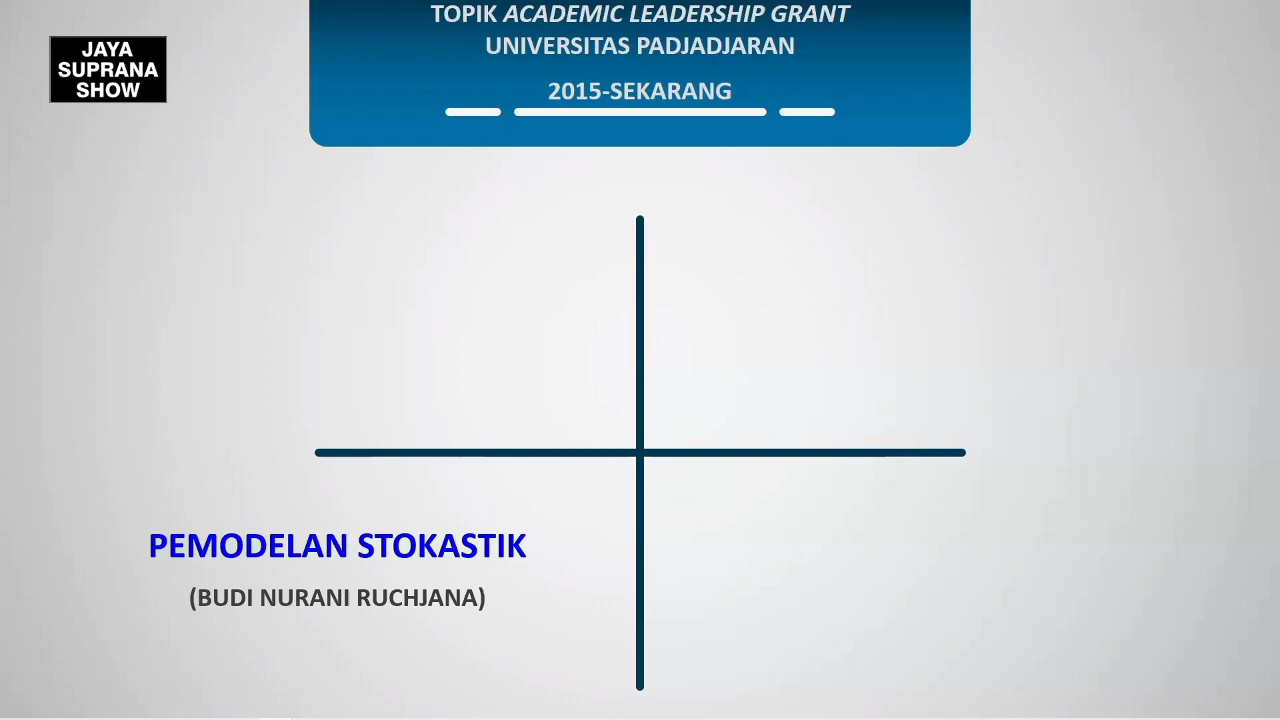 JAYA
SUPRANA
SHOW
TOPIK ACADEMIC LEADERSHIP GRANT
UNIVERSITAS PADJADJARAN
2015-SEKARANG
PEMODELAN STOKASTIK
(BUDI NURANI RUCHJANA)